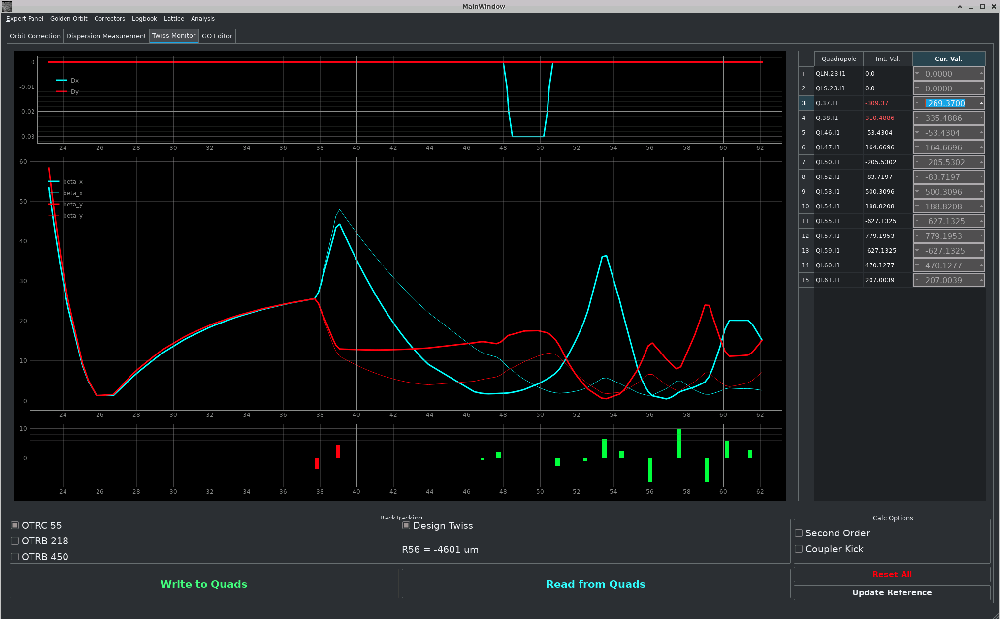 MainWindow
Expert Panel Golden Orbit Correctors Logbook Lattice Analysis
Orbit Correction Dispersion Measurement Twiss Monitor GO Editor
0
-0.01
-0.02
-0.03
Dx
Dy
24 26 28 30 32 34 36 38 40 42 44 46 48 50 52 54 56 58 60 62
60
50
40
30
20
10
0
beta_x
beta_x
beta_y
beta_y
24 26 28 30 32 34 36 38 40 42 44 46 48 50 52 54 56 58 60 62
10
0
24 26 28 30 32 34 36 38 40 42 44 46 48 50 52 54 56 58 60 62
Quadrupole Init. Val. Cur. Val.
1 QLN.23.I1 0.0 0.0000
2 QLS.23.I1 0.0 0.0000
3 Q.37.I1 -309.37 -269.3700
4 Q.38.I1 310.4886 335.4886
5 QI.46.I1 -53.4304 -53.4304
6 QI.47.I1 164.6696 164.6696
7 QI.50.I1 -205.5302 -205.5302
8 QI.52.I1 -83.7197 -83.7197
9 QI.53.I1 500.3096 500.3096
10 QI.54.I1 188.8208 188.8208
11 QI.55.I1 -627.1325 -627.1325
12 QI.57.I1 779.1953 779.1953
13 QI.59.I1 -627.1325 -627.1325
14 QI.60.I1 470.1277 470.1277
15 QI.61.I1 207.0039 207.0039
BackTracking
OTRC 55
OTRB 218
OTRB 450
Design Twiss
R56 = -4601 um
Calc Options
Second Order
Coupler Kick
Write to Quads
Read from Quads
Reset All
Update Reference